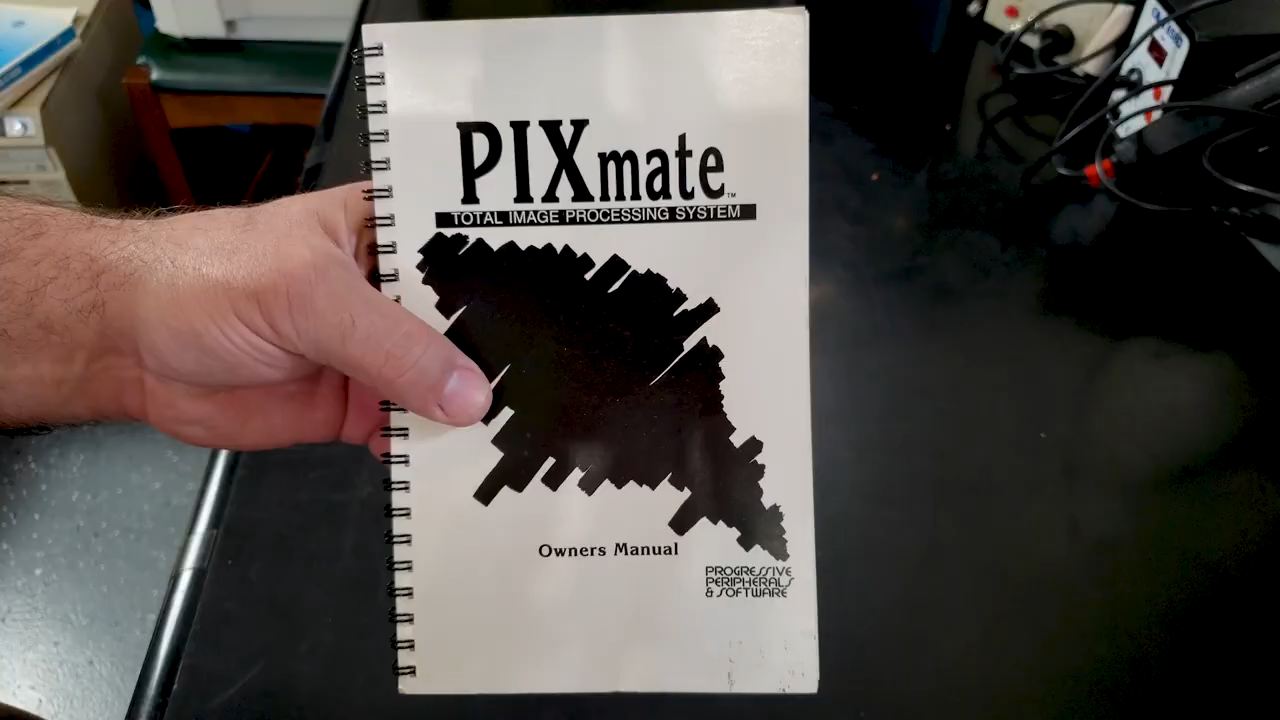 PIXmate™
TOTAL IMAGE PROCESSING SYSTEM
Owners Manual
PROGRESSIVE
PERIPHERALS
& SOFTWARE